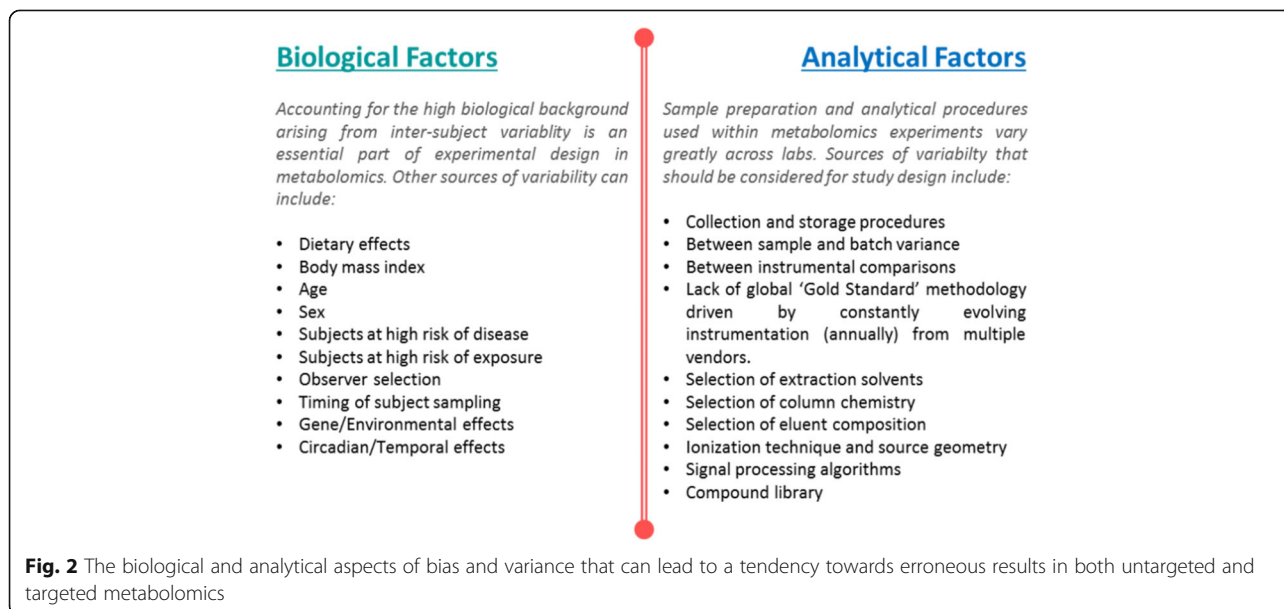 Biological Factors
Accounting for the high biological background
arising from inter-subject variablity is an
essential part of experimental design in
metabolomics. Other sources of variability can
include:
• Dietary effects
• Body mass index
• Age
• Sex
• Subjects at high risk of disease
• Subjects at high risk of exposure
• Observer selection
• Timing of subject sampling
• Gene/Environmental effects
• Circadian/Temporal effects
Analytical Factors
Sample preparation and analytical procedures
used within metabolomics experiments vary
greatly across labs. Sources of variabilty that
should be considered for study design include:
• Collection and storage procedures
• Between sample and batch variance
• Between instrumental comparisons
• Lack of global ‘Gold Standard’ methodology
driven by constantly evolving
instrumentation (annually) from multiple
vendors.
• Selection of extraction solvents
• Selection of column chemistry
• Selection of eluent composition
• Ionization technique and source geometry
• Signal processing algorithms
• Compound library
Fig. 2 The biological and analytical aspects of bias and variance that can lead to a tendency towards erroneous results in both untargeted and
targeted metabolomics